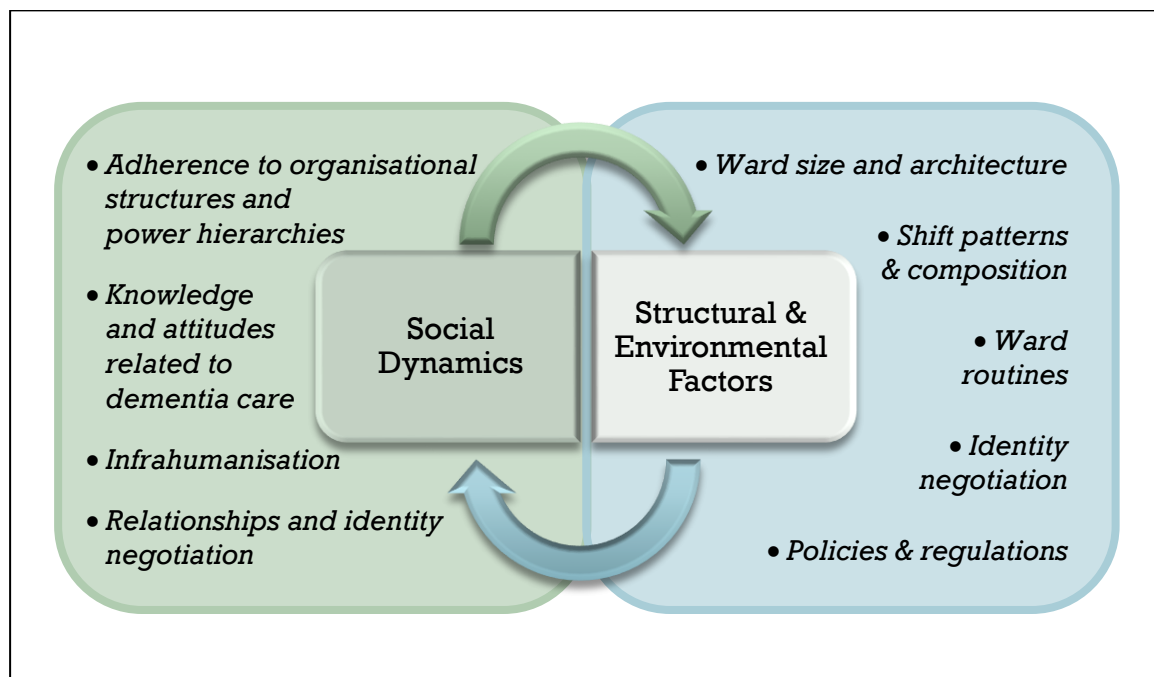 • Adherence to organisational
structures and
power hierarchies
• Knowledge
and attitudes
related to
dementia care
• Infrahumanisation
• Relationships and identity
negotiation
Social
Dynamics
Structural &
Environmental
Factors
• Ward size and architecture
• Shift patterns
& composition
• Ward
routines
• Identity
negotiation
• Policies & regulations